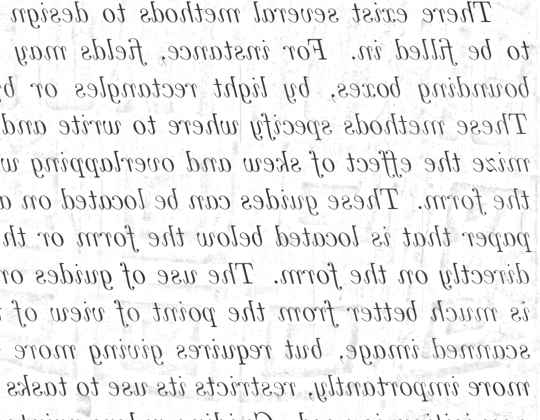 There exist several methods to design
to be filled in. For instance, fields may
bounding boxes, by light rectangles or b
These methods specify where to write and
mize the effect of skew and overlapping w
the form. These guides can be located on a
paper that is located below the form or th
directly on the form. The use of guides on
is much better from the point of view of t
scanned image, but requires giving more
more importantly, restricts its use to tasks